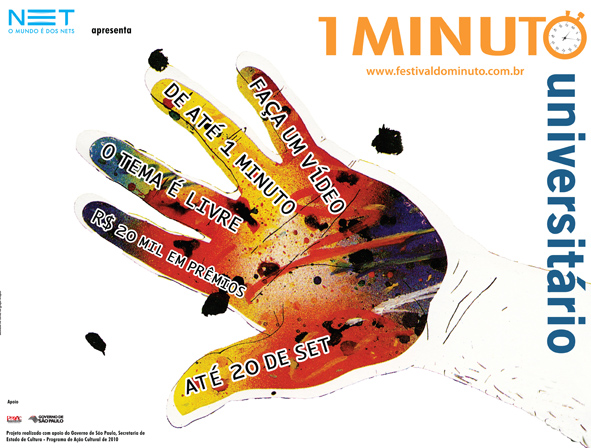 NET
O MUNDO É DOS NETS
apresenta
1 MINUTO
www.festivaldominuto.com.br
universitário
FAÇA UM VÍDEO
DE ATÉ 1 MINUTO
O TEMA É LIVRE
R$ 20 MIL EM PRÊMIOS
ATÉ 20 DE SET
Apoio
GOVERNO DE
SÃO PAULO
Projeto realizado com apoio do Governo de São Paulo, Secretaria de
Estado de Cultura - Programa de Ação Cultural de 2010